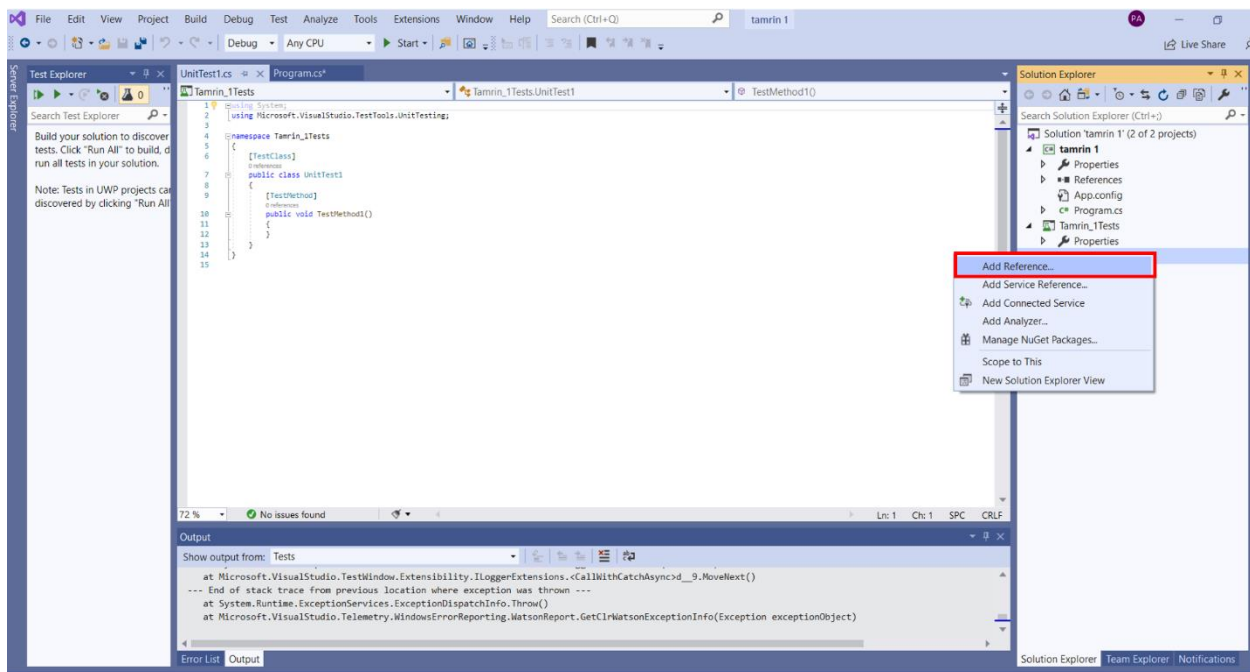 File Edit View Project Build Debug Test Analyze Tools Extensions Window Help Search (Ctrl+Q) tamrin 1 PA
Debug Any CPU Start Live Share
Server Explorer
Test Explorer
Search Test Explorer
Build your solution to discover
tests. Click "Run All" to build, d
run all tests in your solution.
Note: Tests in UWP projects can
discovered by clicking "Run All
UnitTest1.cs Program.cs*
Tamrin_1Tests Tamrin_1Tests.UnitTest1 TestMethod1()
1 using System;
2 using Microsoft.VisualStudio.TestTools.UnitTesting;
3
4 namespace Tamrin_1Tests
5 {
6 [TestClass]
0 references
7 public class UnitTest1
8 {
9 [TestMethod]
0 references
10 public void TestMethod1()
11 {
12 }
13 }
14 }
15
72 % No issues found Ln: 1 Ch: 1 SPC CRLF
Output
Show output from: Tests
at Microsoft.VisualStudio.TestWindow.Extensibility.ILoggerExtensions.<CallWithCatchAsync>d__9.MoveNext()
--- End of stack trace from previous location where exception was thrown ---
at System.Runtime.ExceptionServices.ExceptionDispatchInfo.Throw()
at Microsoft.VisualStudio.Telemetry.WindowsErrorReporting.WatsonReport.GetClrWatsonExceptionInfo(Exception exceptionObject)
Error List Output
Solution Explorer
Search Solution Explorer (Ctrl+;)
Solution 'tamrin 1' (2 of 2 projects)
tamrin 1
Properties
References
App.config
Program.cs
Tamrin_1Tests
Properties
Add Reference...
Add Service Reference...
Add Connected Service
Add Analyzer...
Manage NuGet Packages...
Scope to This
New Solution Explorer View
Solution Explorer Team Explorer Notifications